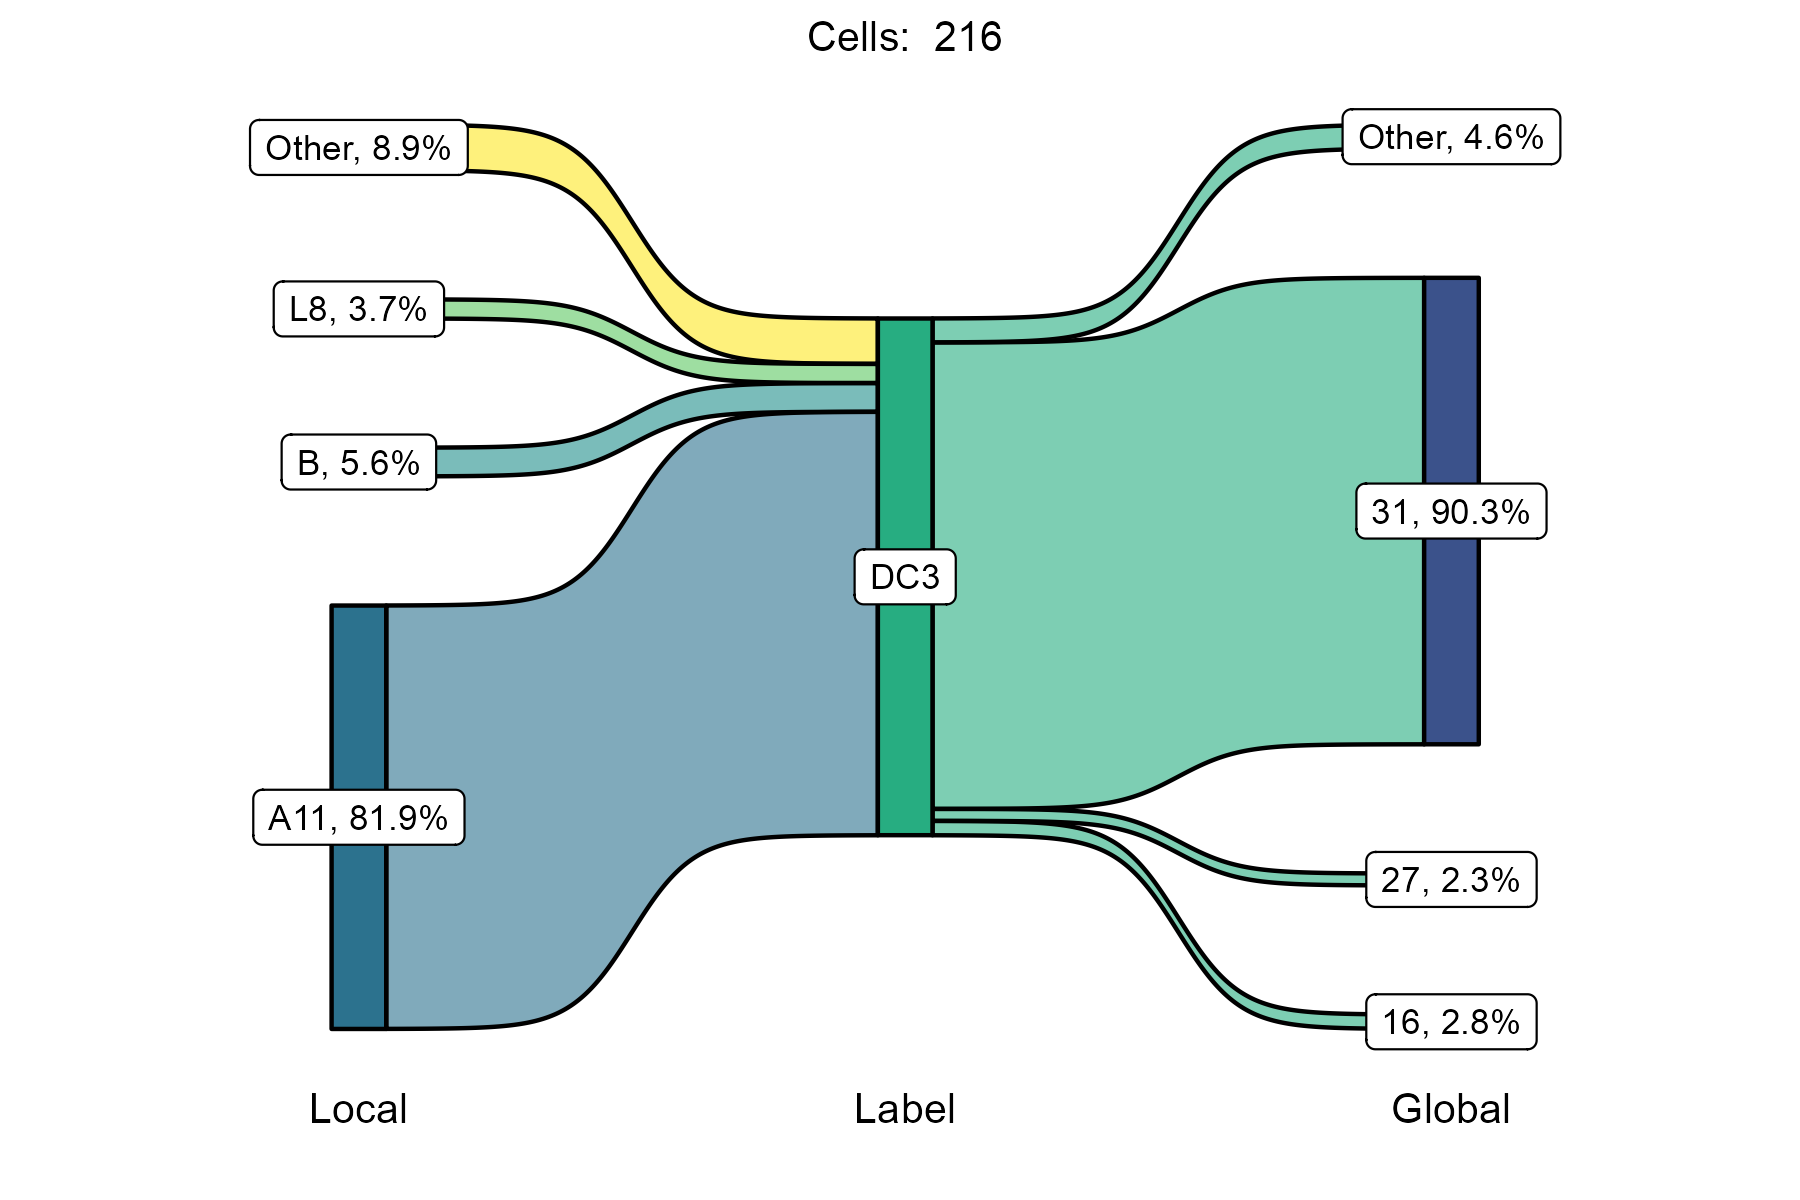 Cells:  216
Other, 8.9%
Other, 4.6%
L8, 3.7%
B, 5.6%
31, 90.3%
DC3
A11, 81.9%
27, 2.3%
16, 2.8%
Local
Label
Global